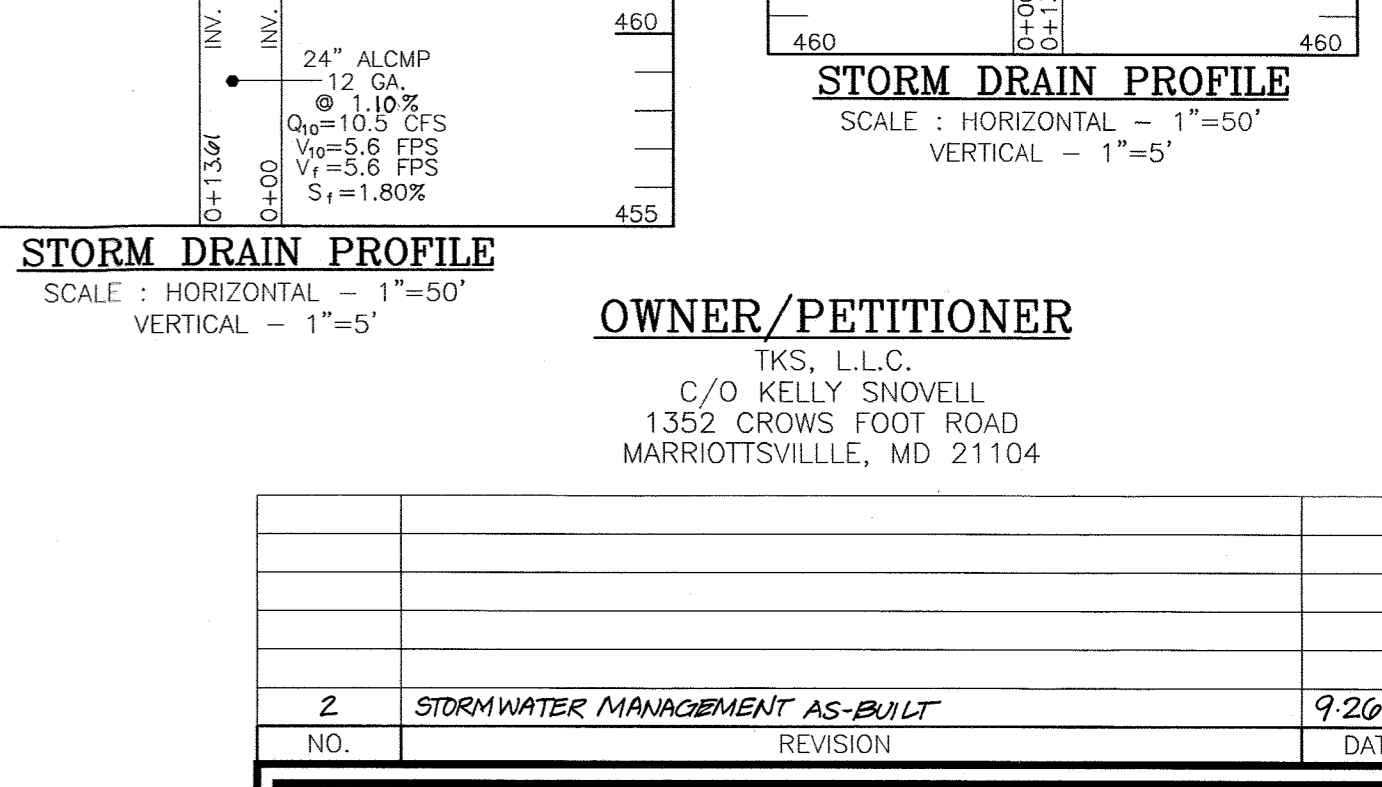 INV.
INV.
24" ALCMP
12 GA.
@ 1.10%
Q10=10.5 CFS
V10=5.6 FPS
Vf=5.6 FPS
Sf=1.80%
0+13.61
0+00
460
455
STORM DRAIN PROFILE
SCALE : HORIZONTAL – 1"=50'
VERTICAL – 1"=5'
460
460
STORM DRAIN PROFILE
SCALE : HORIZONTAL – 1"=50'
VERTICAL – 1"=5'
OWNER/PETITIONER
TKS, L.L.C.
C/O KELLY SNOVELL
1352 CROWS FOOT ROAD
MARRIOTTSVILLLE, MD 21104
2 STORMWATER MANAGEMENT AS-BUILT 9·26
NO. REVISION DAT